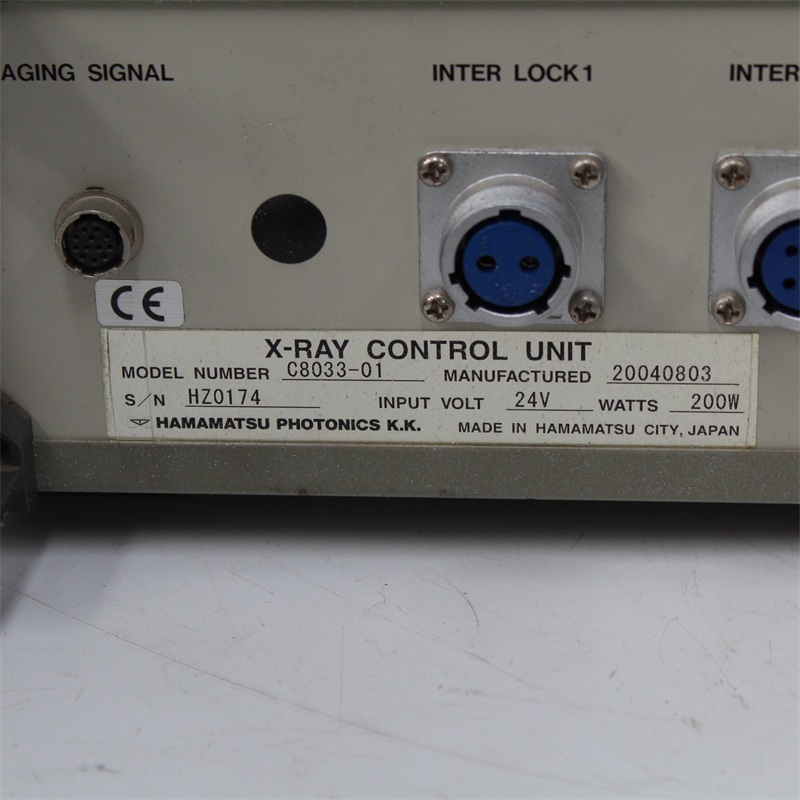 AGING SIGNAL
INTER LOCK1
INTER
CE
X-RAY CONTROL UNIT
MODEL NUMBER C8033-01 MANUFACTURED 20040803
S/N HZ0174 INPUT VOLT 24V WATTS 200W
HAMAMATSU PHOTONICS K.K. MADE IN HAMAMATSU CITY, JAPAN